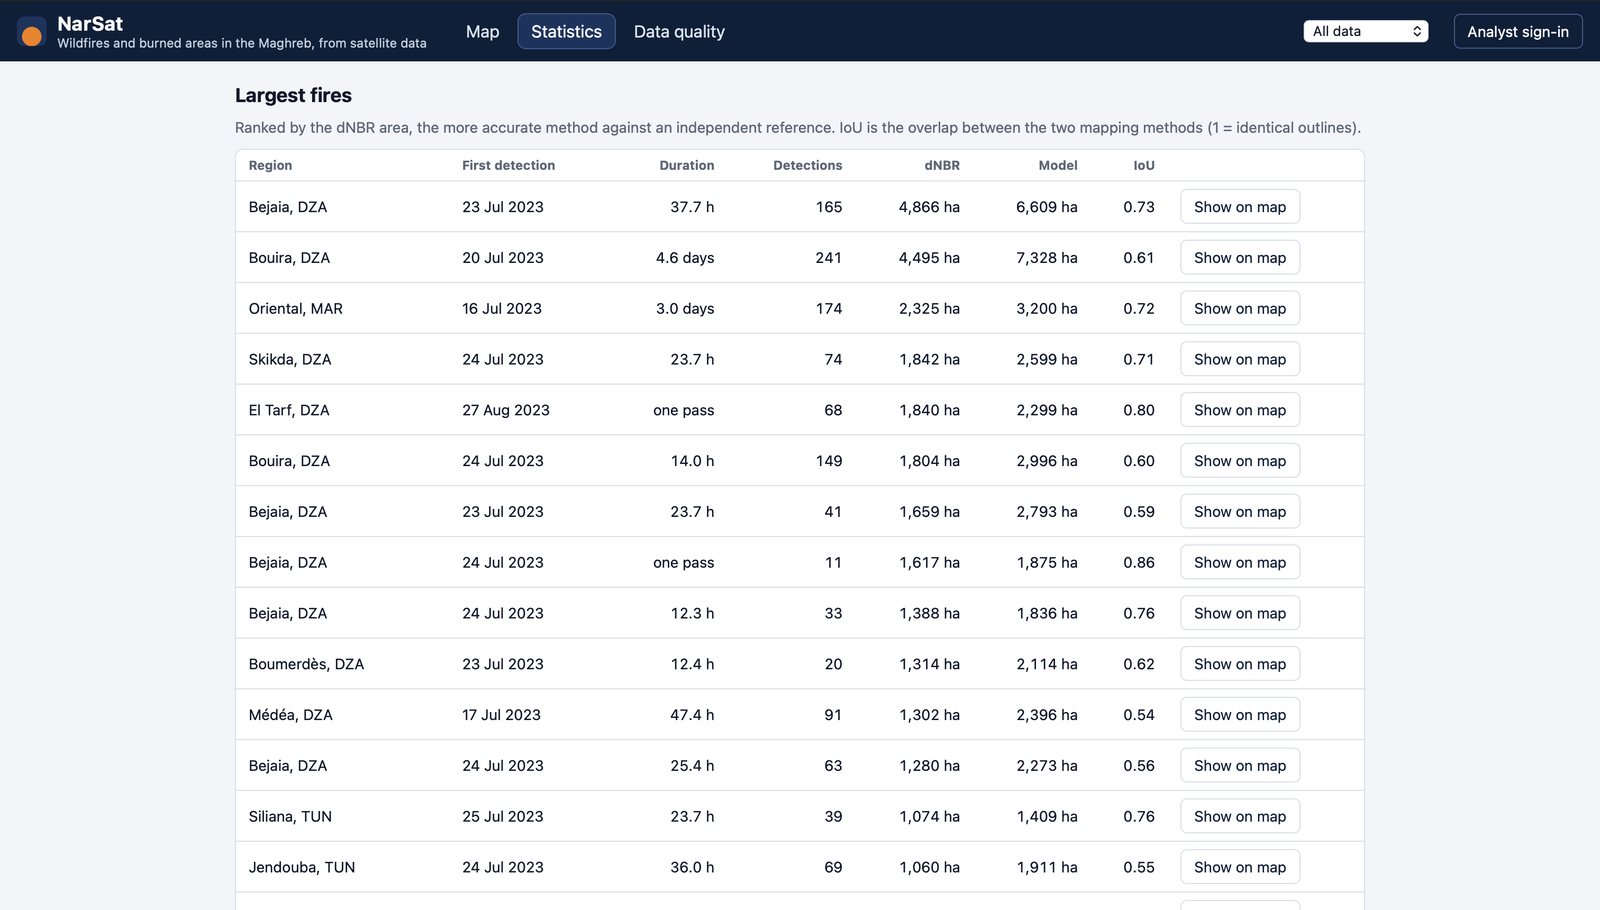 NarSat
Wildfires and burned areas in the Maghreb, from satellite data
Map Statistics Data quality
All data
Analyst sign-in
Largest fires
Ranked by the dNBR area, the more accurate method against an independent reference. IoU is the overlap between the two mapping methods (1 = identical outlines).
Region First detection Duration Detections dNBR Model IoU
Bejaia, DZA 23 Jul 2023 37.7 h 165 4,866 ha 6,609 ha 0.73 Show on map
Bouira, DZA 20 Jul 2023 4.6 days 241 4,495 ha 7,328 ha 0.61 Show on map
Oriental, MAR 16 Jul 2023 3.0 days 174 2,325 ha 3,200 ha 0.72 Show on map
Skikda, DZA 24 Jul 2023 23.7 h 74 1,842 ha 2,599 ha 0.71 Show on map
El Tarf, DZA 27 Aug 2023 one pass 68 1,840 ha 2,299 ha 0.80 Show on map
Bouira, DZA 24 Jul 2023 14.0 h 149 1,804 ha 2,996 ha 0.60 Show on map
Bejaia, DZA 23 Jul 2023 23.7 h 41 1,659 ha 2,793 ha 0.59 Show on map
Bejaia, DZA 24 Jul 2023 one pass 11 1,617 ha 1,875 ha 0.86 Show on map
Bejaia, DZA 24 Jul 2023 12.3 h 33 1,388 ha 1,836 ha 0.76 Show on map
Boumerdès, DZA 23 Jul 2023 12.4 h 20 1,314 ha 2,114 ha 0.62 Show on map
Médéa, DZA 17 Jul 2023 47.4 h 91 1,302 ha 2,396 ha 0.54 Show on map
Bejaia, DZA 24 Jul 2023 25.4 h 63 1,280 ha 2,273 ha 0.56 Show on map
Siliana, TUN 25 Jul 2023 23.7 h 39 1,074 ha 1,409 ha 0.76 Show on map
Jendouba, TUN 24 Jul 2023 36.0 h 69 1,060 ha 1,911 ha 0.55 Show on map